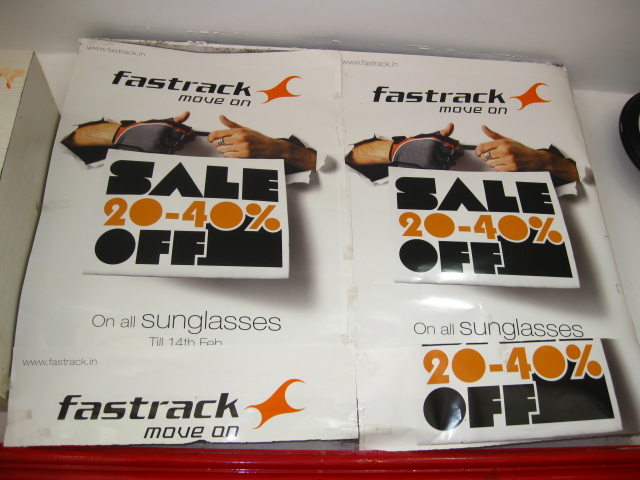 www.fastrack.in
fastrack
move on
SALE
20-40%
OFF
On all sunglasses
Till 14th Feb
www.fastrack.in
fastrack
move on
www.fastrack.in
fastrack
move on
SALE
20-40%
OFF
On all sunglasses
20-40%
OFF